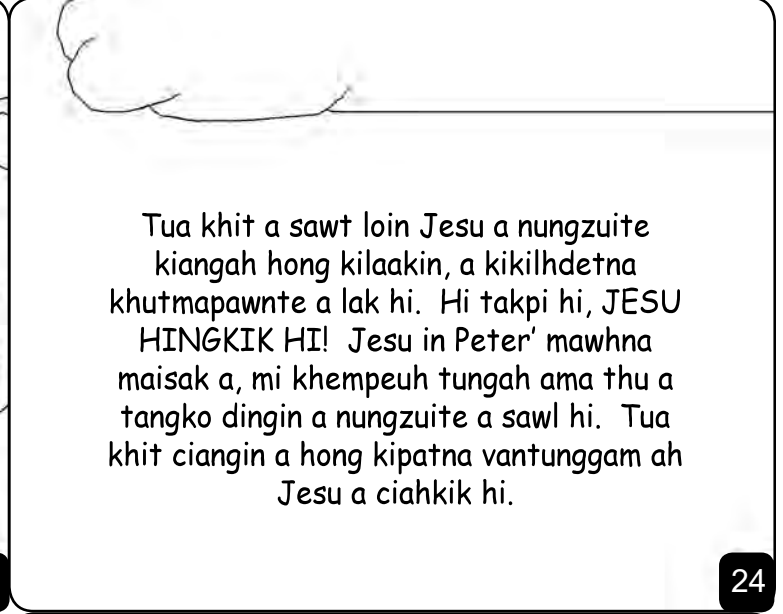 Tua khit a sawt loin Jesu a nungzuite
kiangah hong kilaakin, a kikilhdetna
khutmapawnte a lak hi.  Hi takpi hi, JESU
HINGKIK HI!  Jesu in Peter’ mawhna
maisak a, mi khempeuh tungah ama thu a
tangko dingin a nungzuite a sawl hi.  Tua
khit ciangin a hong kipatna vantunggam ah
Jesu a ciahkik hi.
24